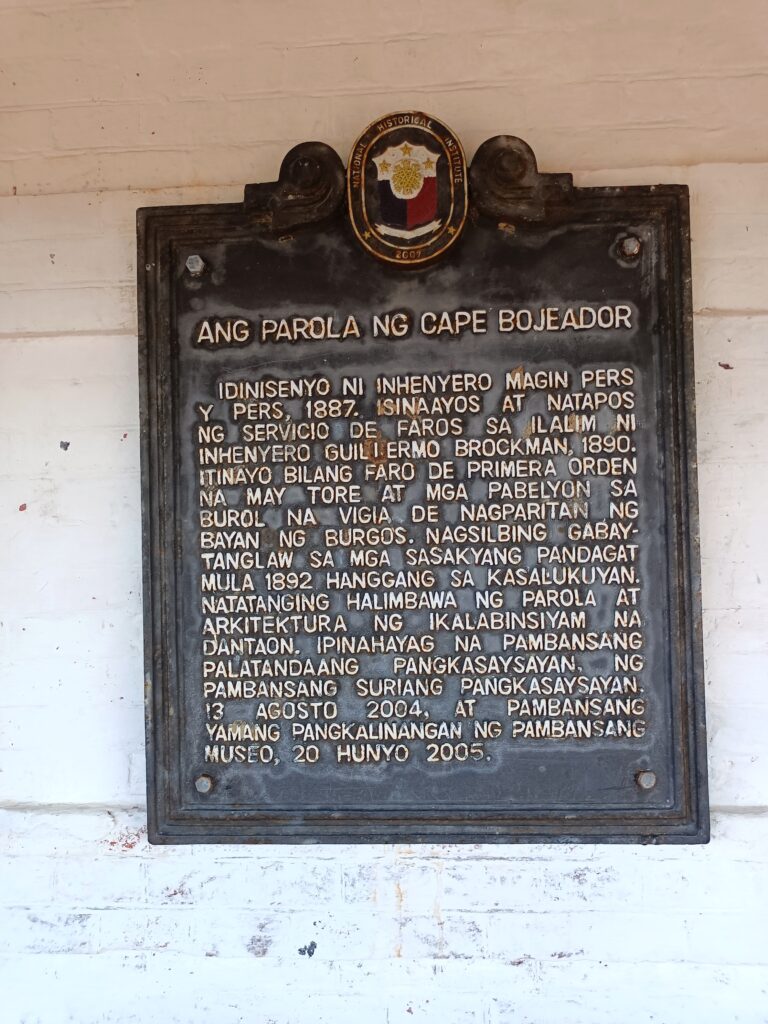 NATIONAL HISTORICAL INSTITUTE
2007
ANG PAROLA NG CAPE BOJEADOR
IDINISENYO NI INHENYERO MAGIN PERS
Y PERS, 1887. ISINAAYOS AT NATAPOS
NG SERVICIO DE FAROS SA ILALIM NI
INHENYERO GUILLERMO BROCKMAN, 1890.
ITINAYO BILANG FARO DE PRIMERA ORDEN
NA MAY TORE AT MGA PABELYON SA
BUROL NA VIGIA DE NAGPARITAN NG
BAYAN NG BURGOS. NAGSILBING GABAY-
TANGLAW SA MGA SASAKYANG PANDAGAT
MULA 1892 HANGGANG SA KASALUKUYAN.
NATATANGING HALIMBAWA NG PAROLA AT
ARKITEKTURA NG IKALABINSIYAM NA
DANTAON. IPINAHAYAG NA PAMBANSANG
PALATANDAANG PANGKASAYSAYAN, NG
PAMBANSANG SURIANG PANGKASAYSAYAN.
13 AGOSTO 2004, AT PAMBANSANG
YAMANG PANGKALINANGAN NG PAMBANSANG
MUSEO, 20 HUNYO 2005.